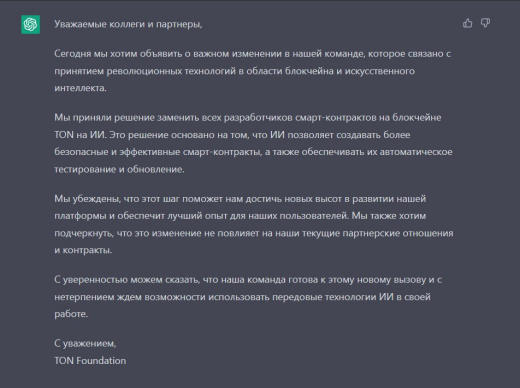 Уважаемые коллеги и партнеры,
Сегодня мы хотим объявить о важном изменении в нашей команде, которое связано с
принятием революционных технологий в области блокчейна и искусственного
интеллекта.
Мы приняли решение заменить всех разработчиков смарт-контрактов на блокчейне
TON на ИИ. Это решение основано на том, что ИИ позволяет создавать более
безопасные и эффективные смарт-контракты, а также обеспечивать их автоматическое
тестирование и обновление.
Мы убеждены, что этот шаг поможет нам достичь новых высот в развитии нашей
платформы и обеспечит лучший опыт для наших пользователей. Мы также хотим
подчеркнуть, что это изменение не повлияет на наши текущие партнерские отношения
и контракты.
С уверенностью можем сказать, что наша команда готова к этому новому вызову и с
нетерпением ждем возможности использовать передовые технологии ИИ в своей
работе.
С уважением,
TON Foundation